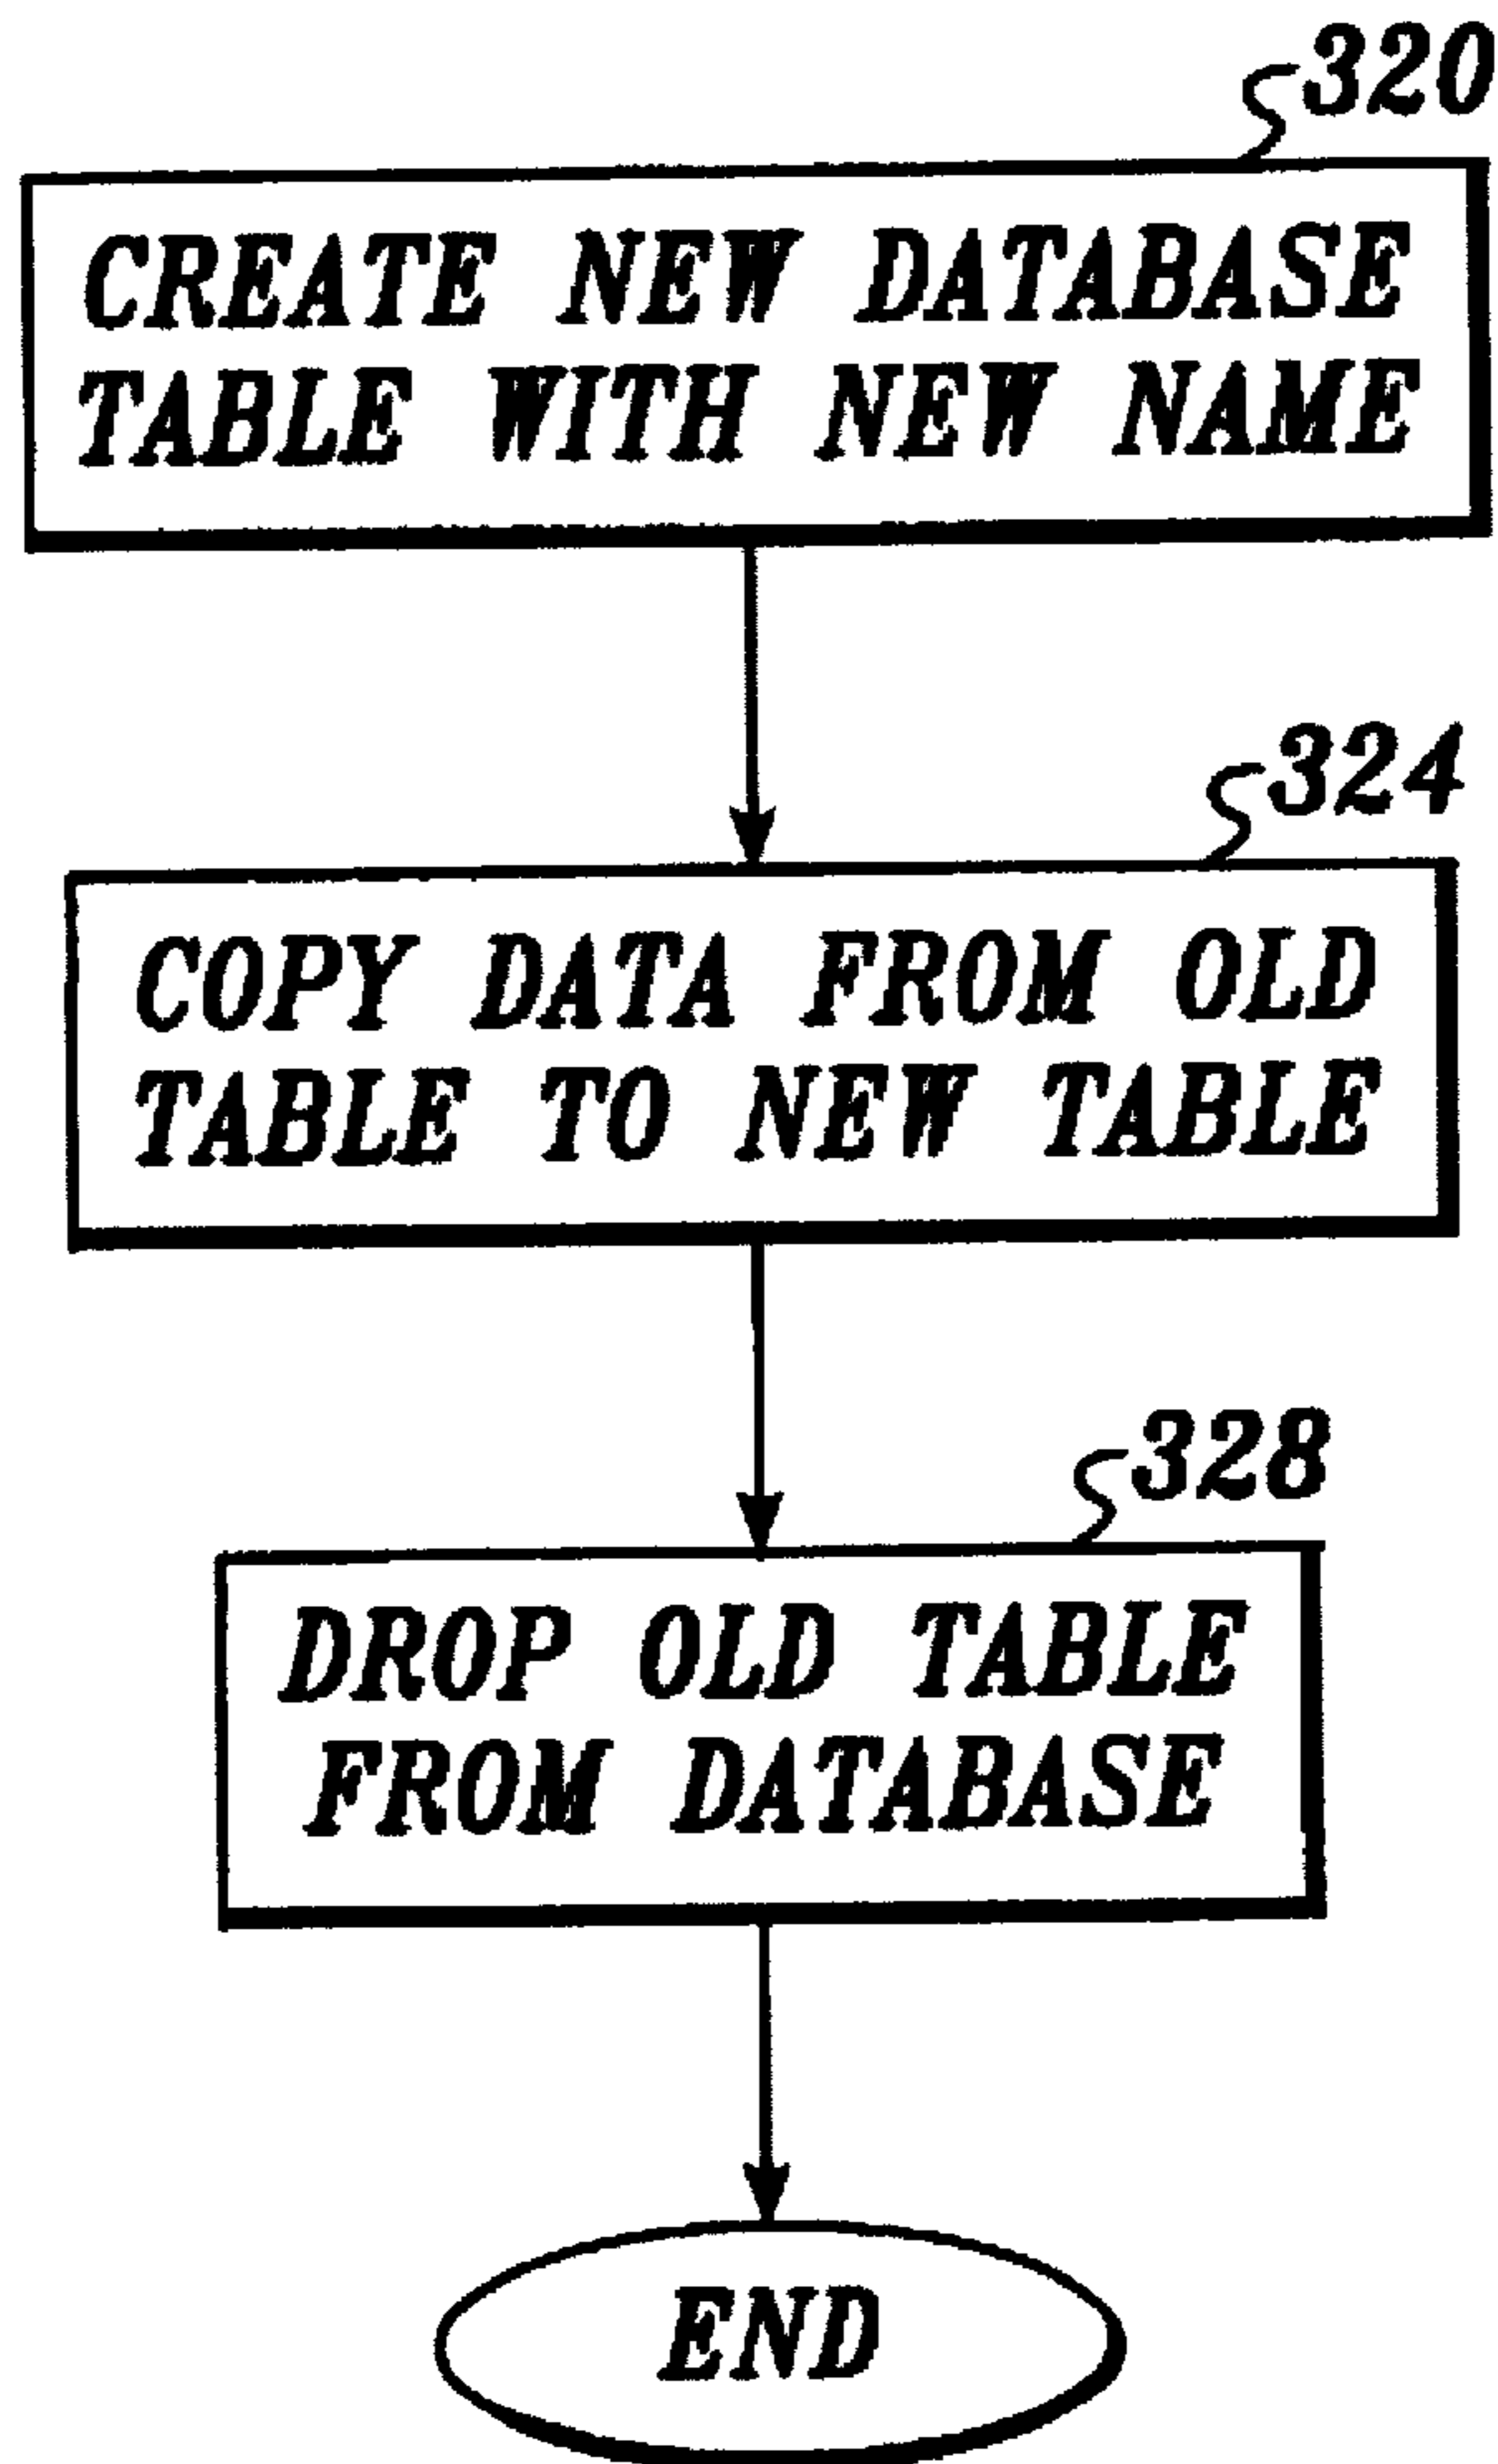 320
CREATE NEW DATABASE
TABLE WITH NEW NAME
324
COPY DATA FROM OLD
TABLE TO NEW TABLE
328
DROP OLD TABLE
FROM DATABASE
END